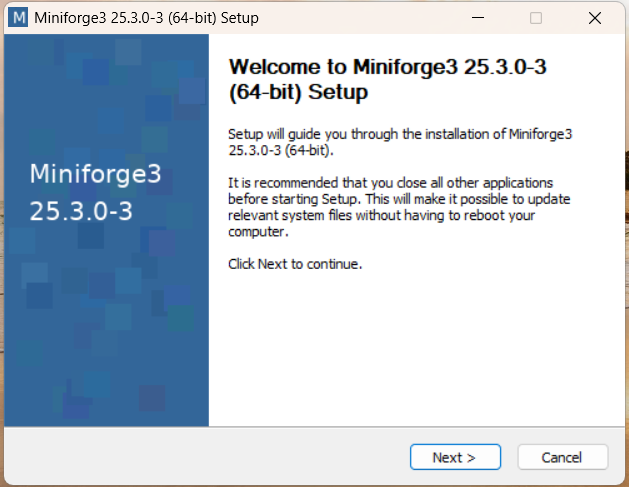 M Miniforge3 25.3.0-3 (64-bit) Setup
Welcome to Miniforge3 25.3.0-3
(64-bit) Setup
Miniforge3
25.3.0-3
Setup will guide you through the installation of Miniforge3
25.3.0-3 (64-bit).
It is recommended that you close all other applications
before starting Setup. This will make it possible to update
relevant system files without having to reboot your
computer.
Click Next to continue.
Next >
Cancel